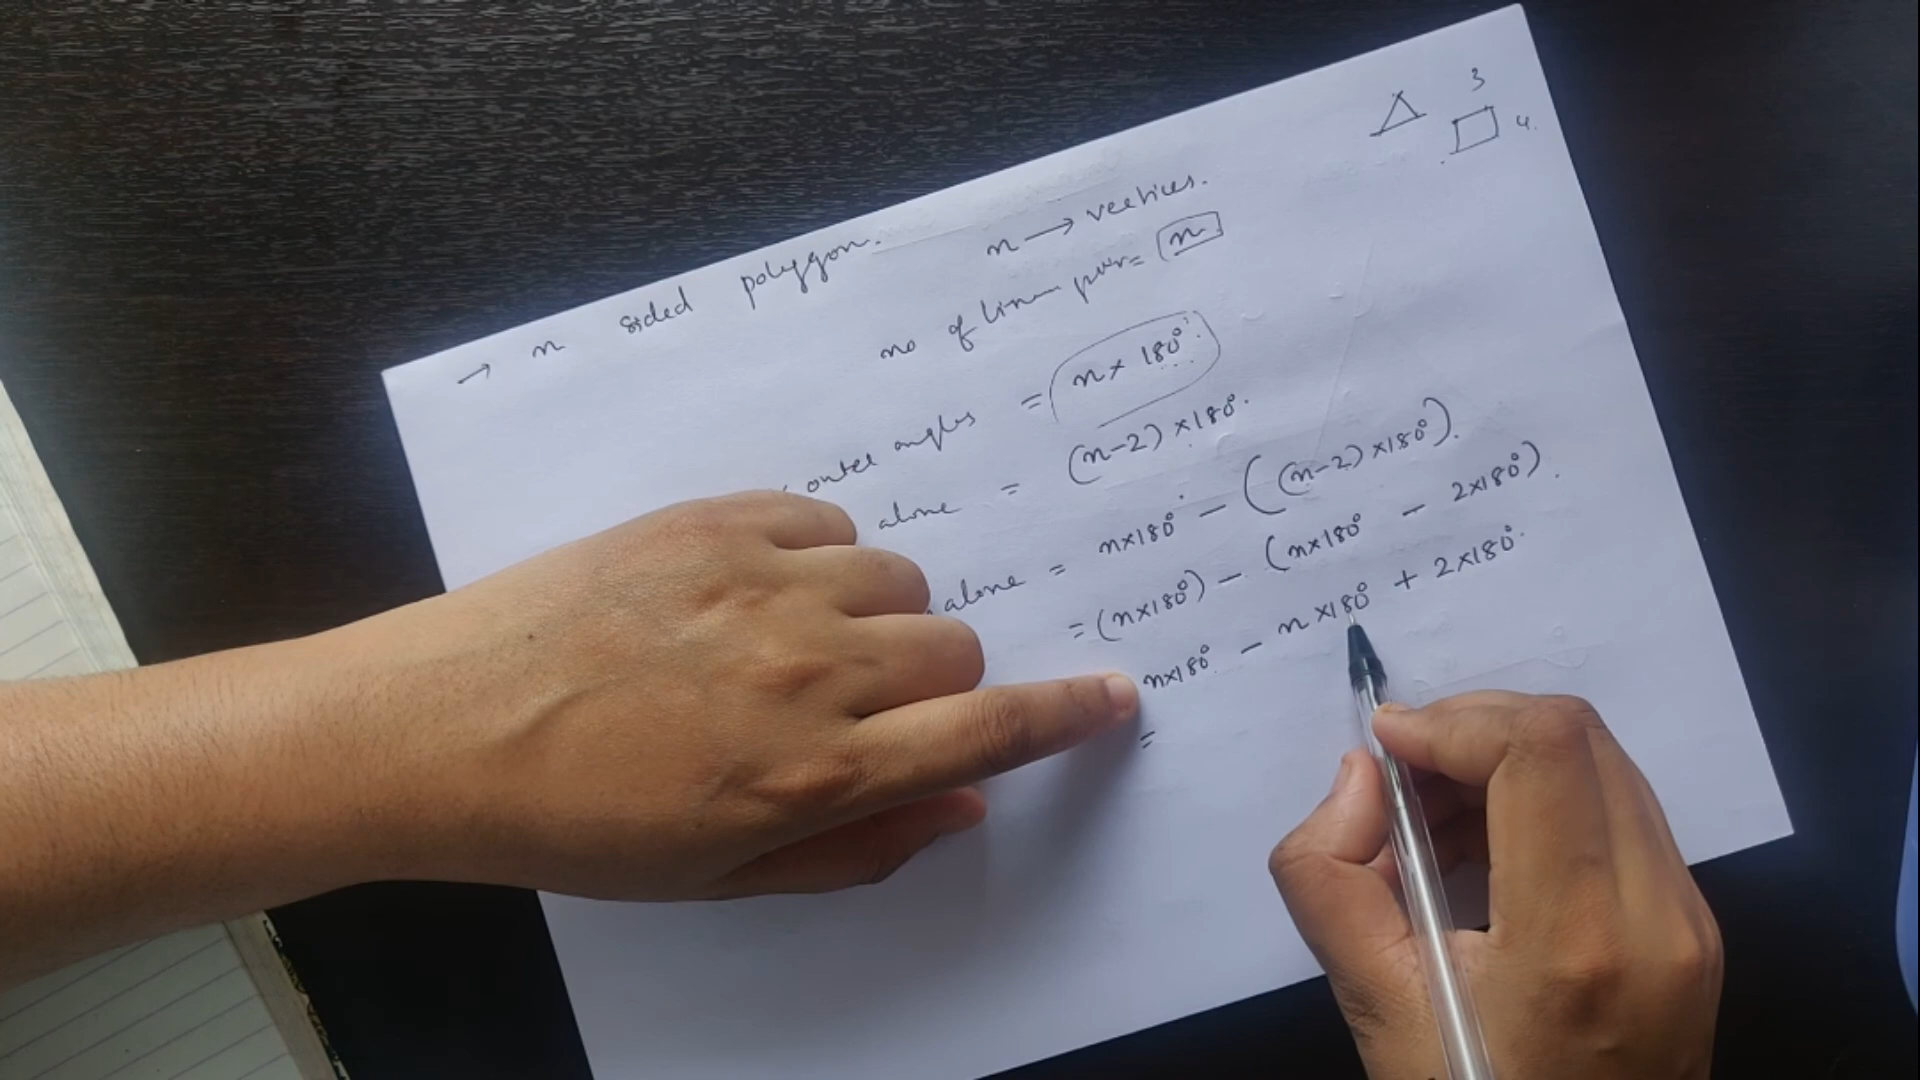 3
4.
→ n sided polygon.
n → vertices.
no of linear pair = n
outer angles = n × 180°
alone = (n-2) × 180°.
alone = n×180° - ((n-2) ×180°).
= (n×180°) - (n×180° - 2×180°).
n×180° - n×180° + 2×180°.
=